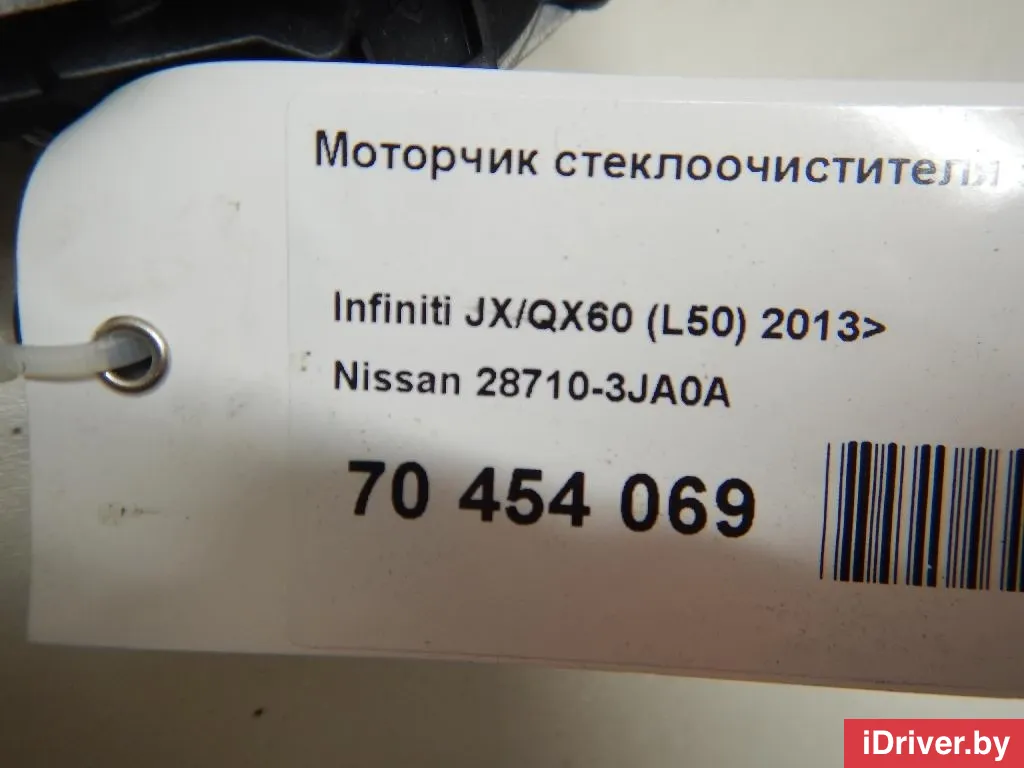 Моторчик стеклоочистителя
Infiniti JX/QX60 (L50) 2013>
Nissan 28710-3JA0A
70 454 069
iDriver.by